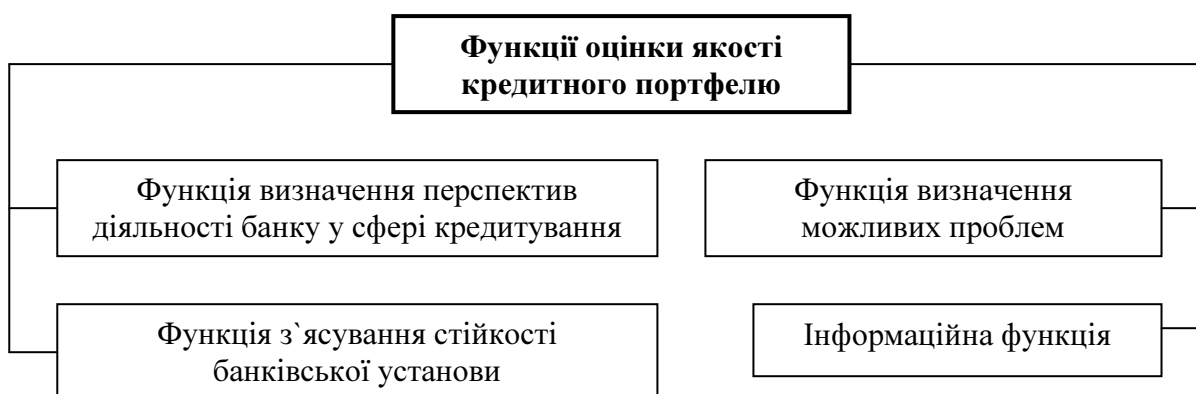 Функції оцінки якості
кредитного портфелю
Функція визначення перспектив
діяльності банку у сфері кредитування
Функція визначення
можливих проблем
Функція з`ясування стійкості
банківської установи
Інформаційна функція